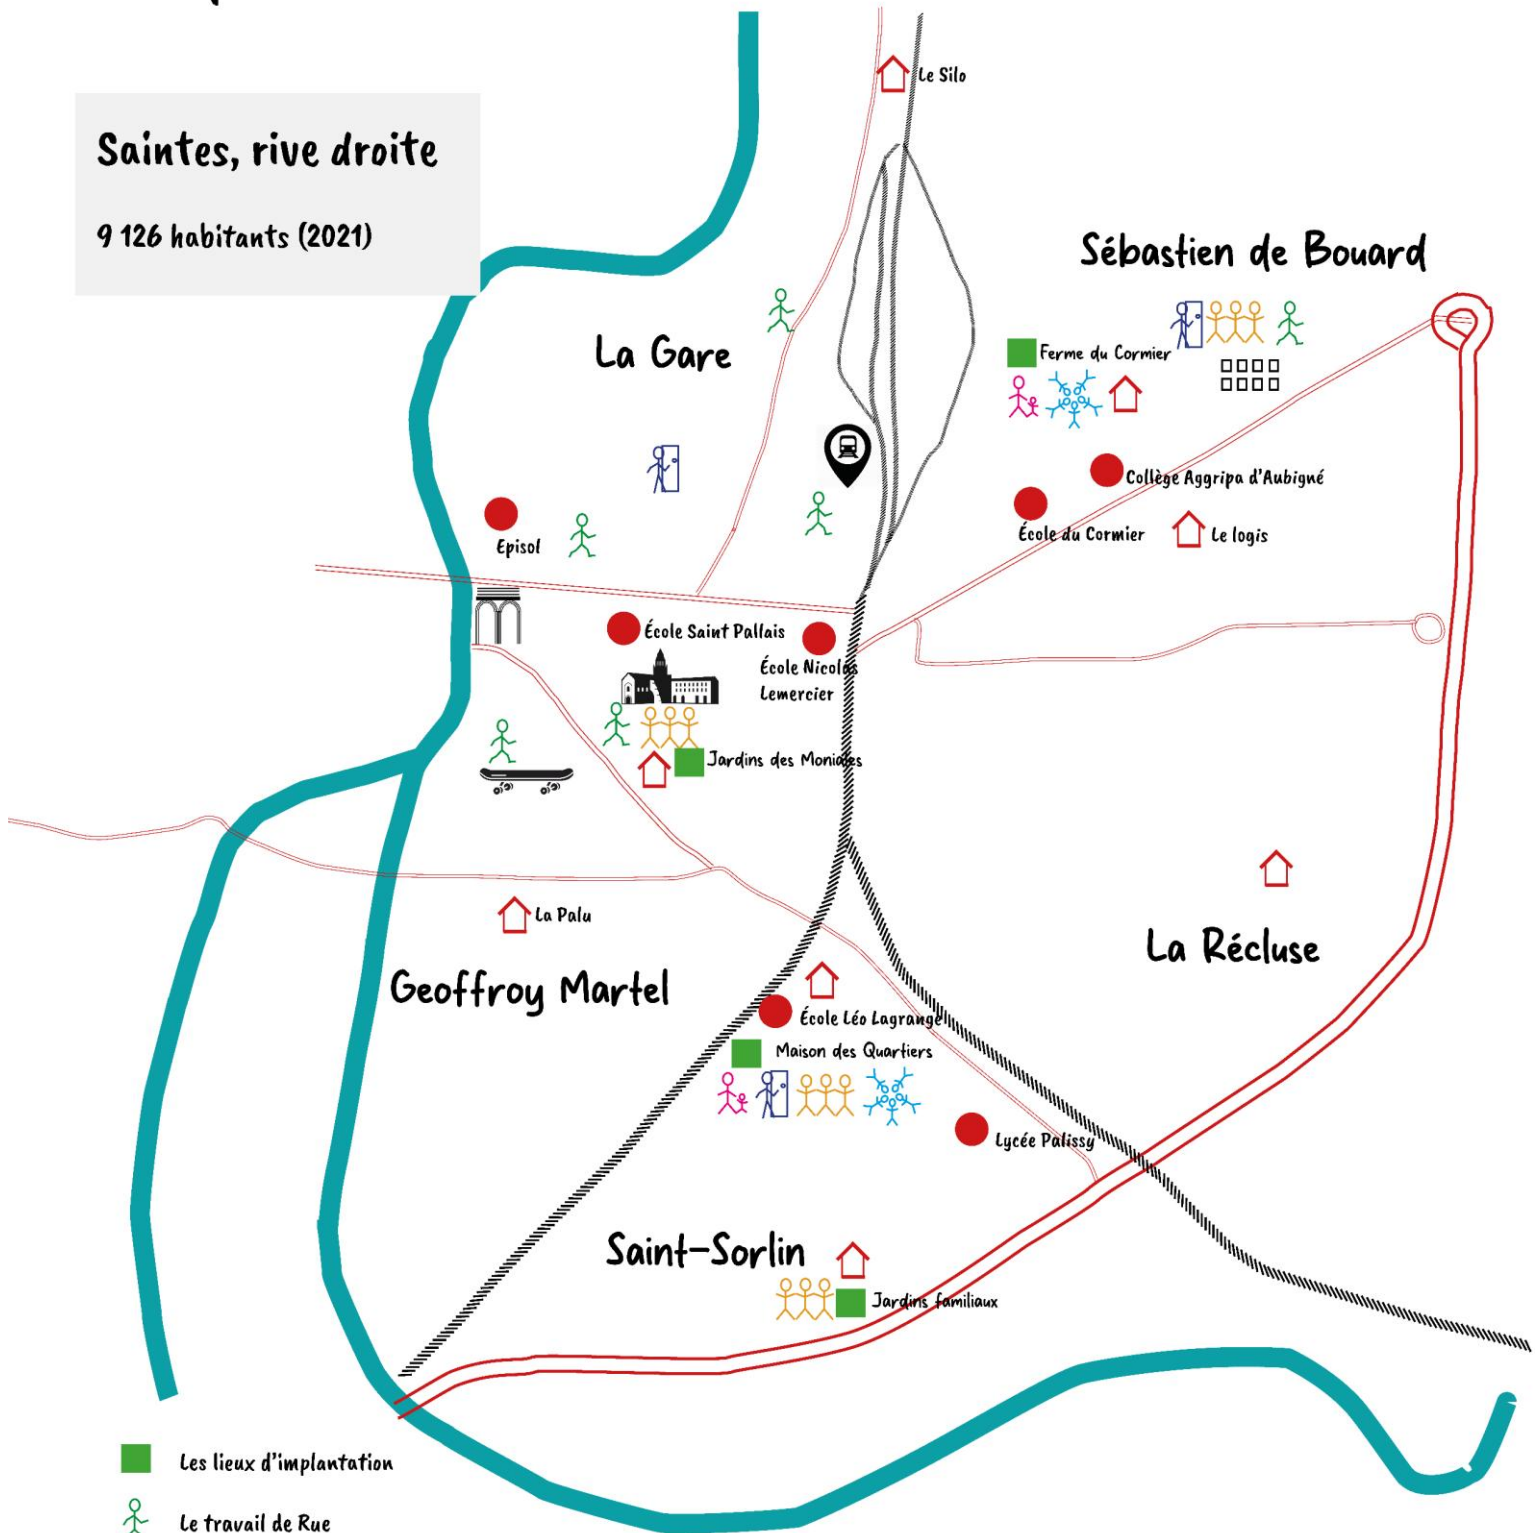 Saintes, rive droite
9 126 habitants (2021)
Le Silo
Sébastien de Bouard
La Gare
Ferme du Cormier
Collège Aggripa d'Aubigné
École du Cormier
Le logis
Episol
École Saint Pallais
École Nicolas
Lemercier
Jardins des Moniales
La Palu
La Récluse
Geoffroy Martel
École Léo Lagrange
Maison des Quartiers
Lycée Palissy
Saint-Sorlin
Jardins familiaux
Les lieux d'implantation
Le travail de Rue